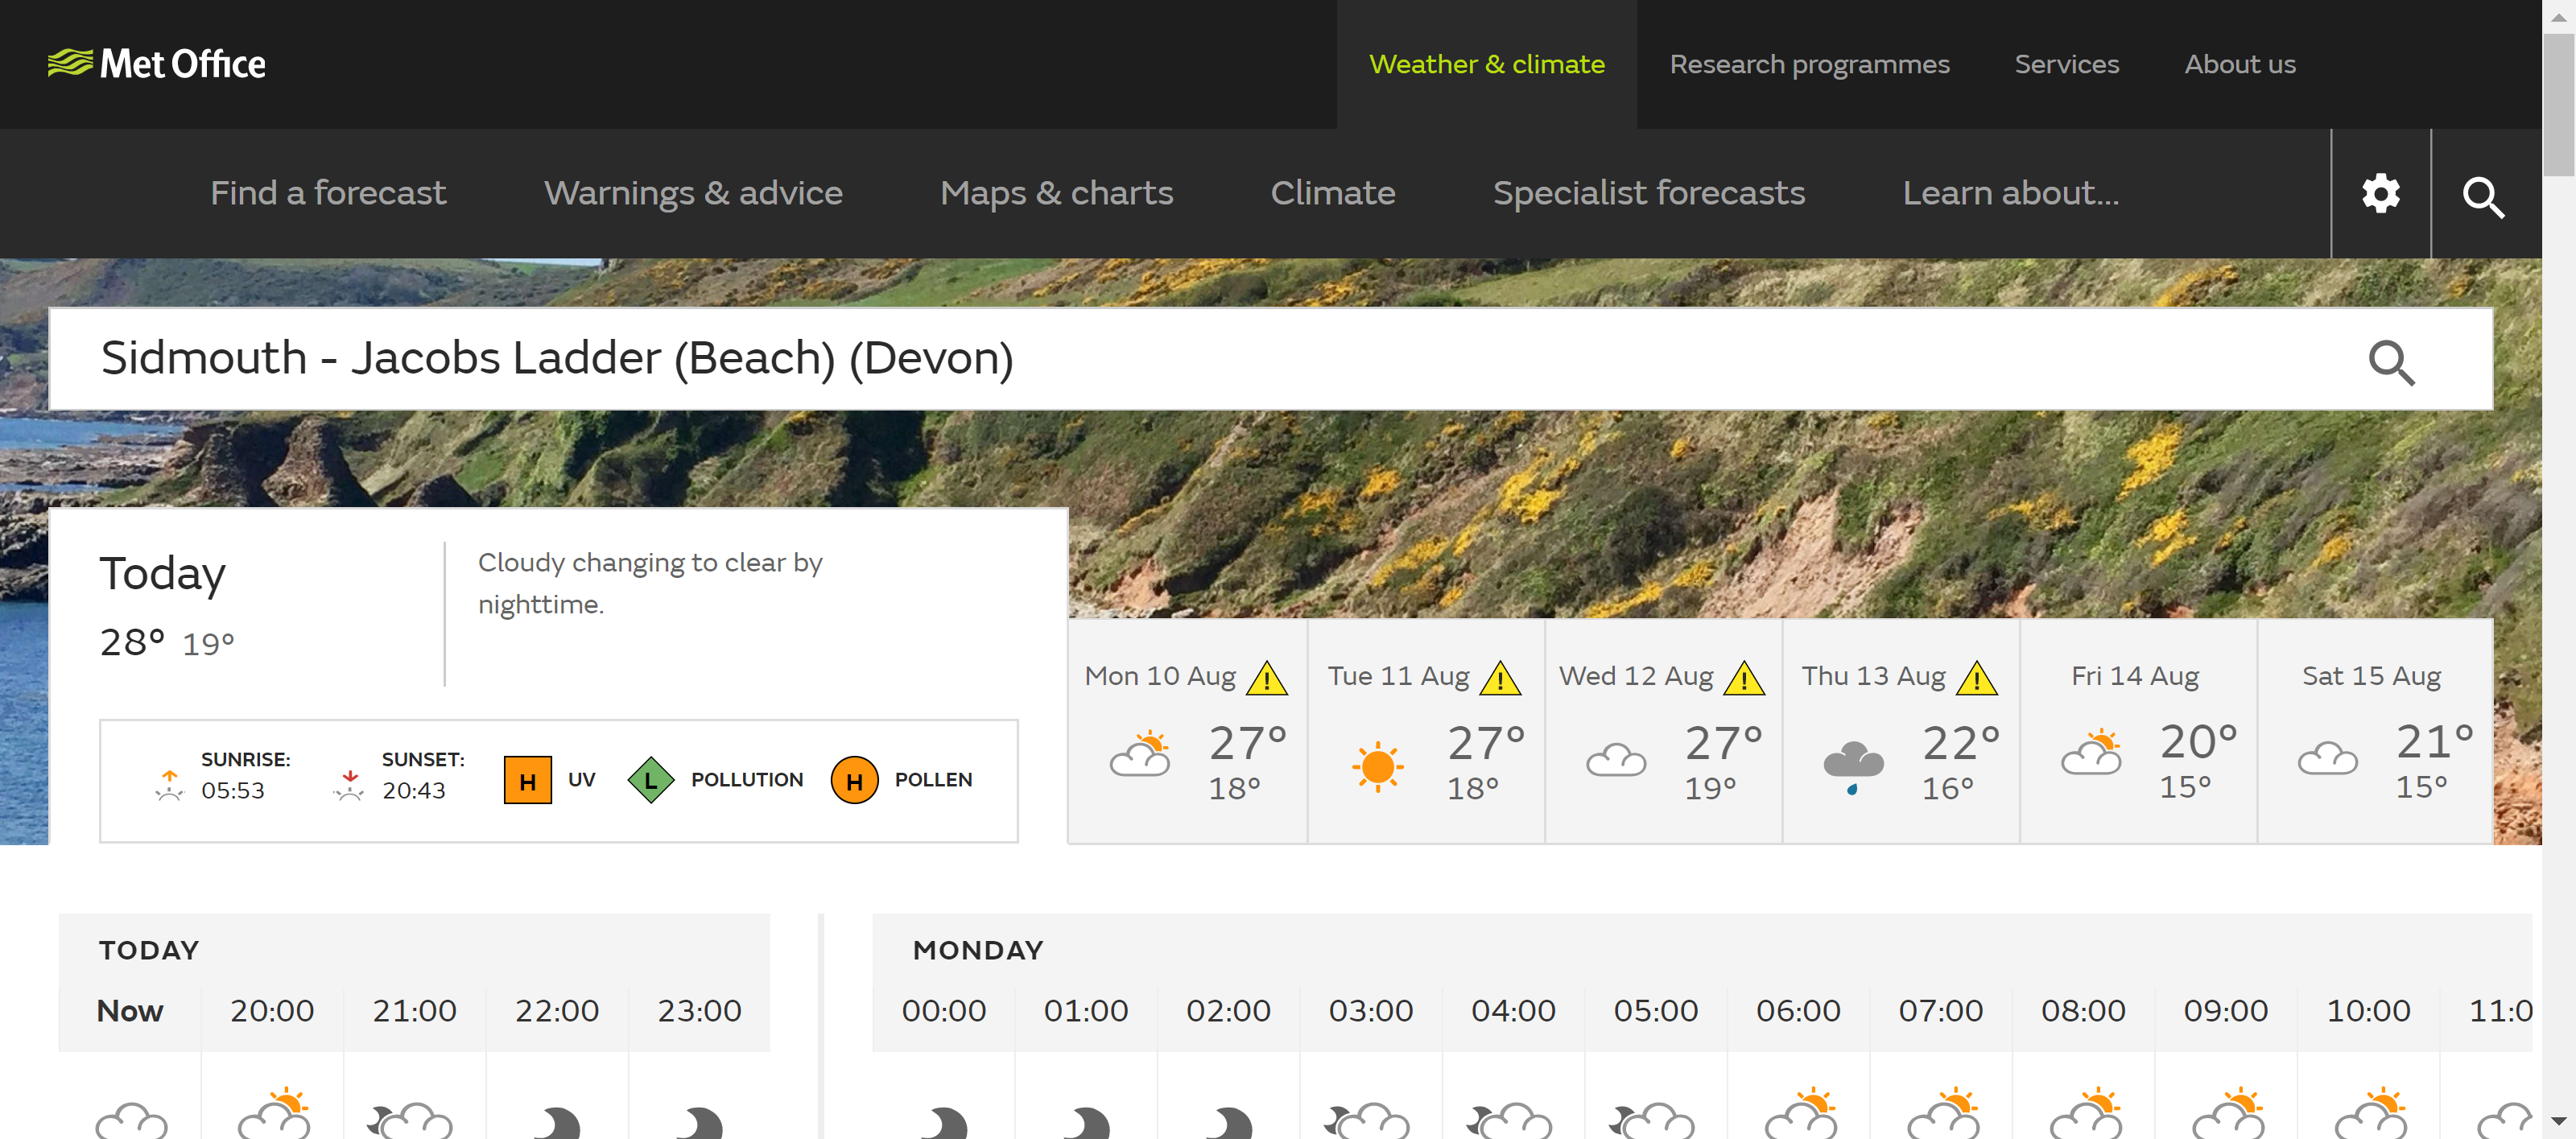 Met Office
Weather & climate
Research programmes
Services
About us
Find a forecast
Warnings & advice
Maps & charts
Climate
Specialist forecasts
Learn about...
Sidmouth - Jacobs Ladder (Beach) (Devon)
Today
28° 19°
Cloudy changing to clear by
nighttime.
SUNRISE:
05:53
SUNSET:
20:43
H UV
L POLLUTION
H POLLEN
Mon 10 Aug
27°
18°
Tue 11 Aug
27°
18°
Wed 12 Aug
27°
19°
Thu 13 Aug
22°
16°
Fri 14 Aug
20°
15°
Sat 15 Aug
21°
15°
TODAY
Now 20:00 21:00 22:00 23:00
MONDAY
00:00 01:00 02:00 03:00 04:00 05:00 06:00 07:00 08:00 09:00 10:00 11:0